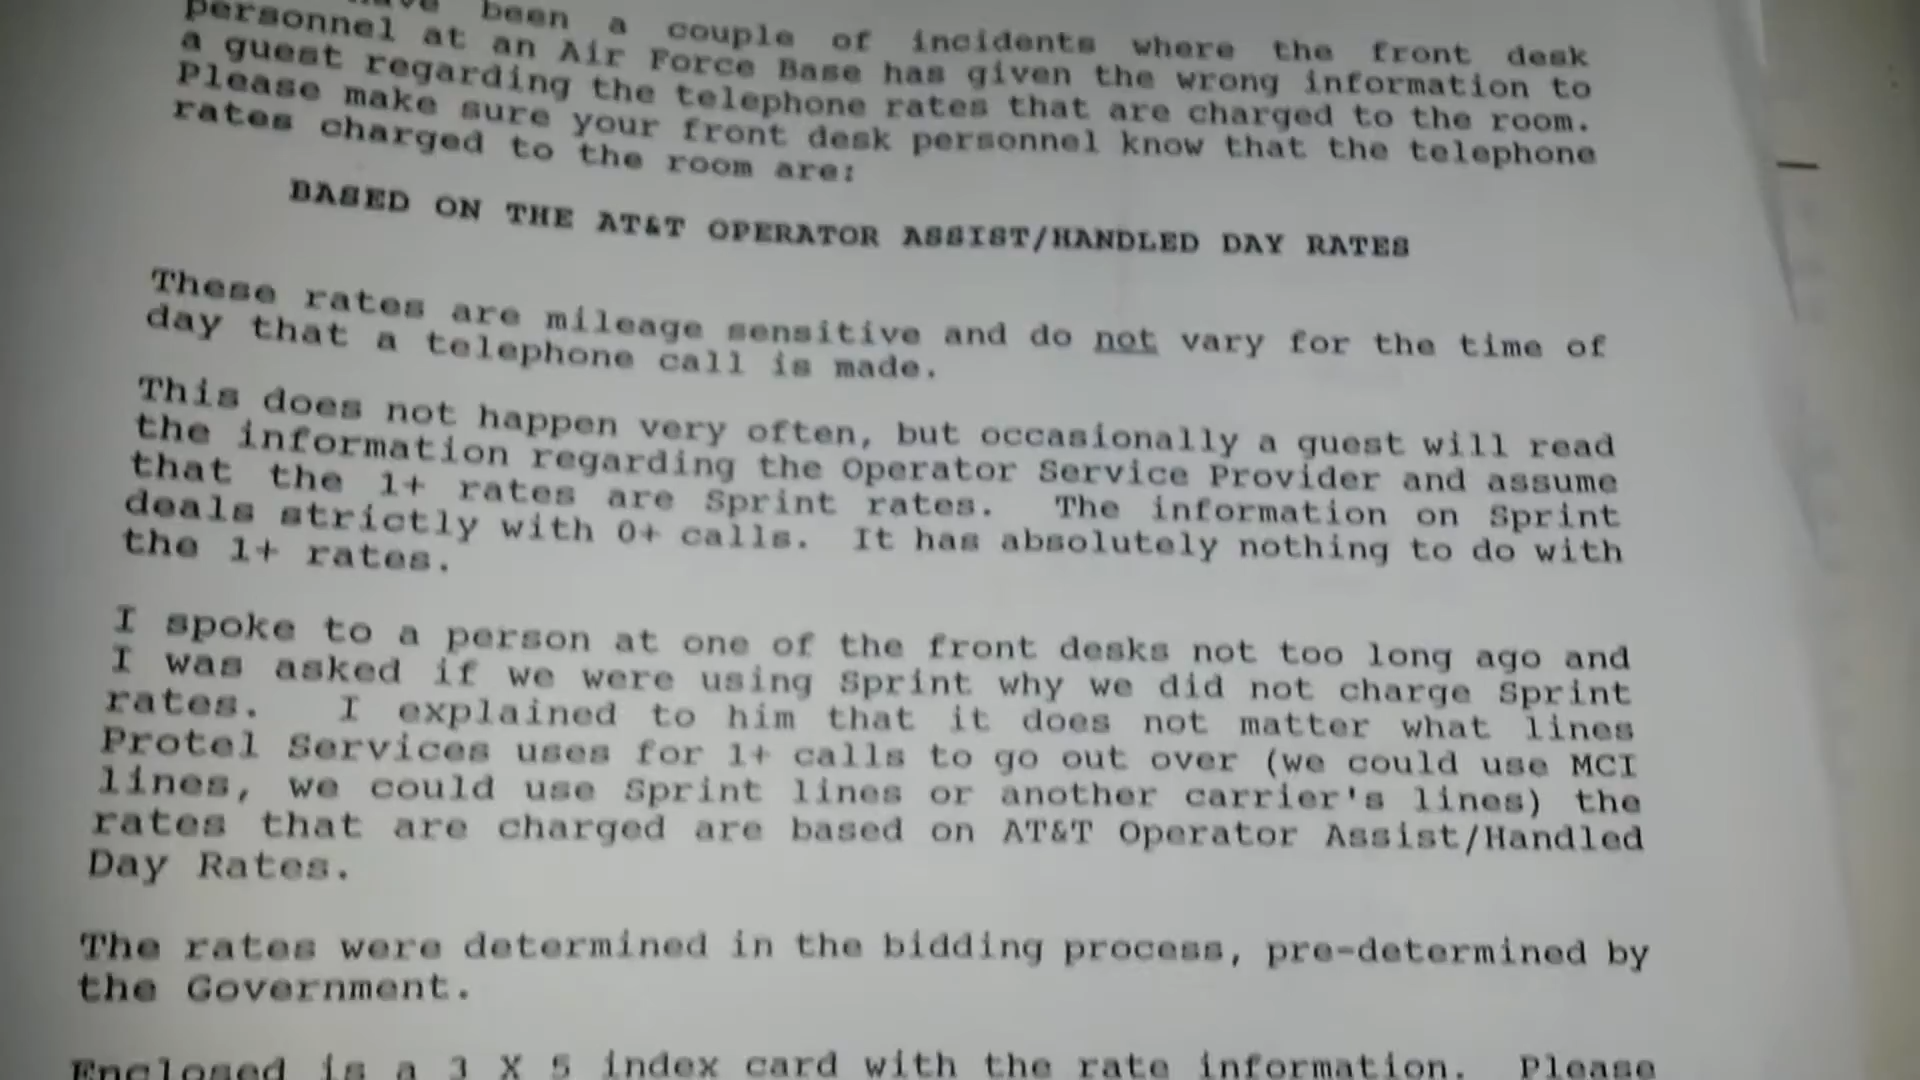 have been a couple of incidents where the front desk
personnel at an Air Force Base has given the wrong information to
a guest regarding the telephone rates that are charged to the room.
Please make sure your front desk personnel know that the telephone
rates charged to the room are:
BASED ON THE AT&T OPERATOR ASSIST/HANDLED DAY RATES
These rates are mileage sensitive and do not vary for the time of
day that a telephone call is made.
This does not happen very often, but occasionally a guest will read
the information regarding the Operator Service Provider and assume
that the 1+ rates are Sprint rates. The information on Sprint
deals strictly with 0+ calls. It has absolutely nothing to do with
the 1+ rates.
I spoke to a person at one of the front desks not too long ago and
I was asked if we were using Sprint why we did not charge Sprint
rates. I explained to him that it does not matter what lines
Protel Services uses for 1+ calls to go out over (we could use MCI
lines, we could use Sprint lines or another carrier's lines) the
rates that are charged are based on AT&T Operator Assist/Handled
Day Rates.
The rates were determined in the bidding process, pre-determined by
the Government.
Enclosed is a 3 X 5 index card with the rate information. Please